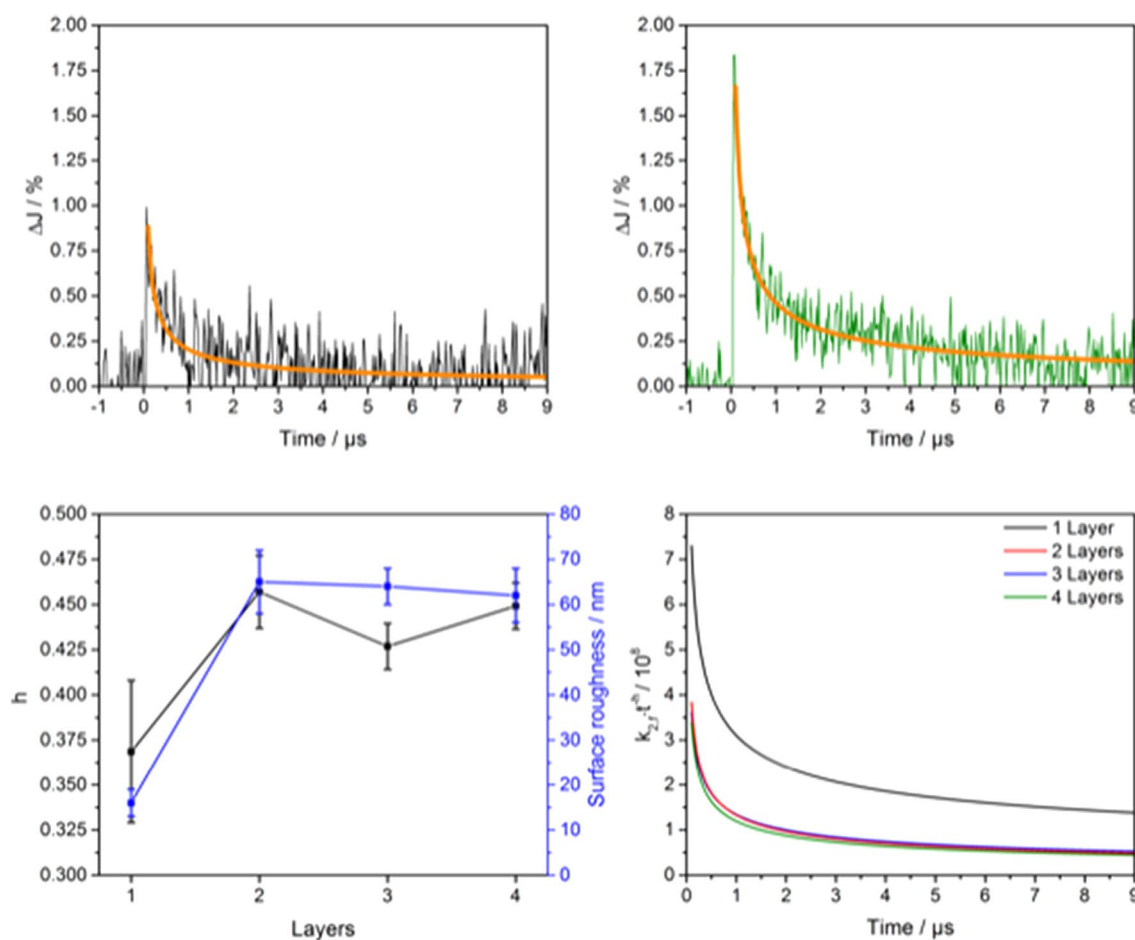 2.00
1.75
1.50
1.25
1.00
0.75
0.50
0.25
0.00
ΔJ / %
-1 0 1 2 3 4 5 6 7 8 9
Time / µs
2.00
1.75
1.50
1.25
1.00
0.75
0.50
0.25
0.00
ΔJ / %
-1 0 1 2 3 4 5 6 7 8 9
Time / µs
0.500
0.475
0.450
0.425
0.400
0.375
0.350
0.325
0.300
h
80
70
60
50
40
30
20
10
0
Surface roughness / nm
1 2 3 4
Layers
8
7
6
5
4
3
2
1
0
k2,f·t-h / 108
1 Layer
2 Layers
3 Layers
4 Layers
0 1 2 3 4 5 6 7 8 9
Time / µs